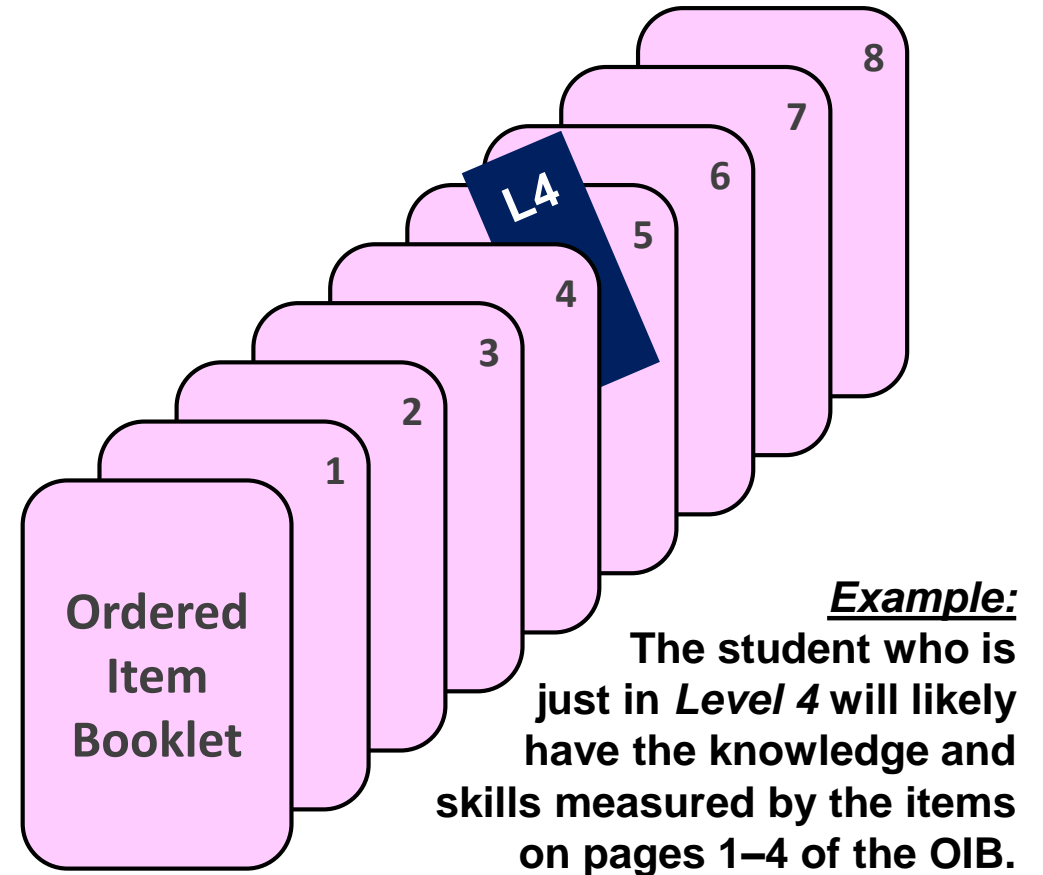 8
7
6
L4
5
4
3
2
1
Ordered
Item
Booklet
Example:
The student who is
just in Level 4 will likely
have the knowledge and
skills measured by the items
on pages 1–4 of the OIB.